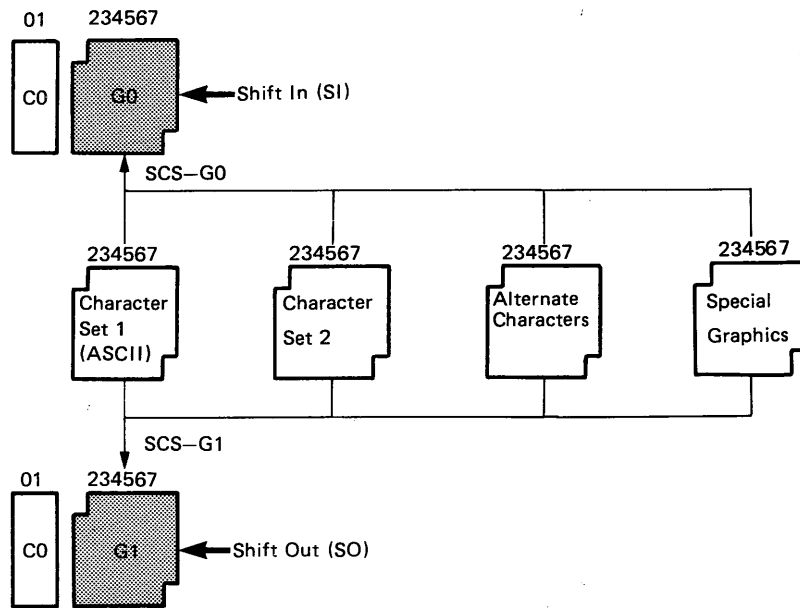 01 234567
C0 G0 Shift In (SI)
SCS–G0
234567 234567 234567 234567
Character Set 1 (ASCII)
Character Set 2
Alternate Characters
Special Graphics
SCS–G1
01 234567
C0 G1 Shift Out (SO)